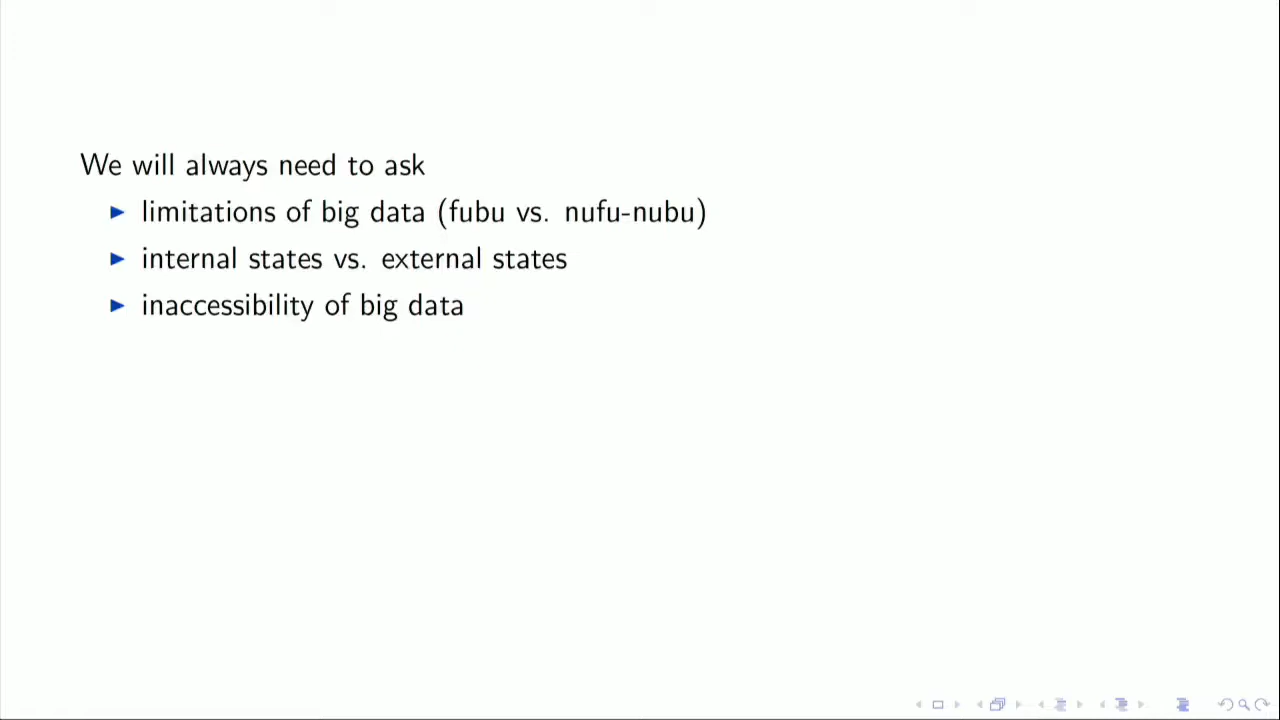 We will always need to ask
limitations of big data (fubu vs. nufu-nubu)
internal states vs. external states
inaccessibility of big data